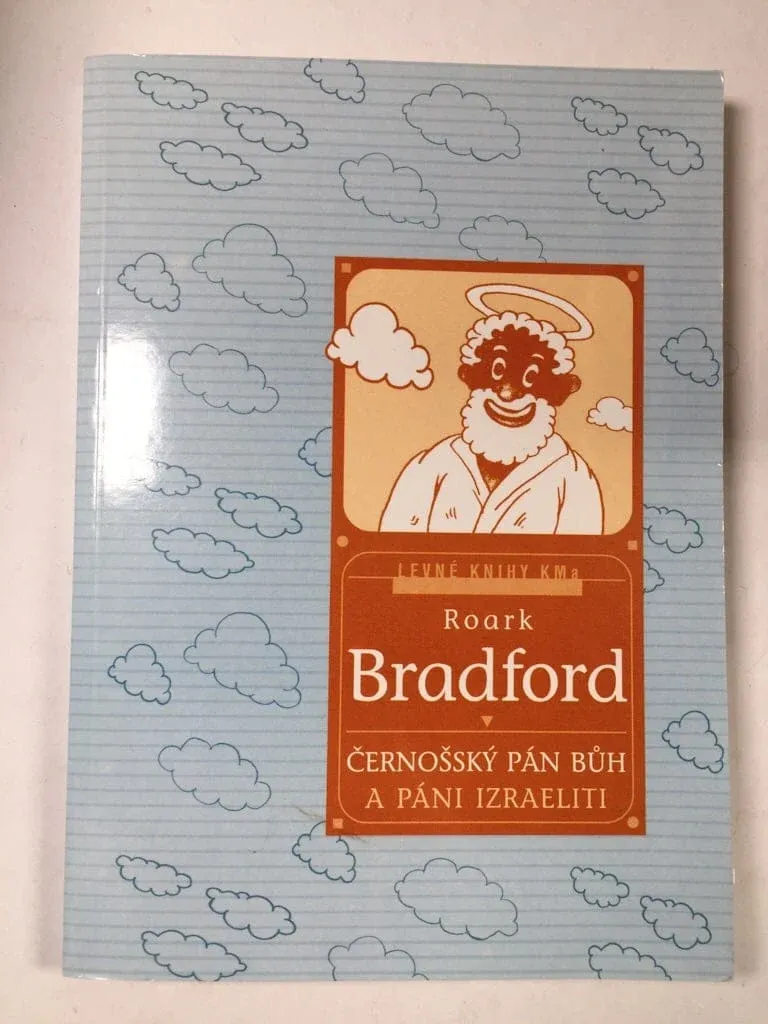 LEVNÉ KNIHY KMa
Roark
Bradford
ČERNOŠSKÝ PÁN BŮH
A PÁNI IZRAELITI